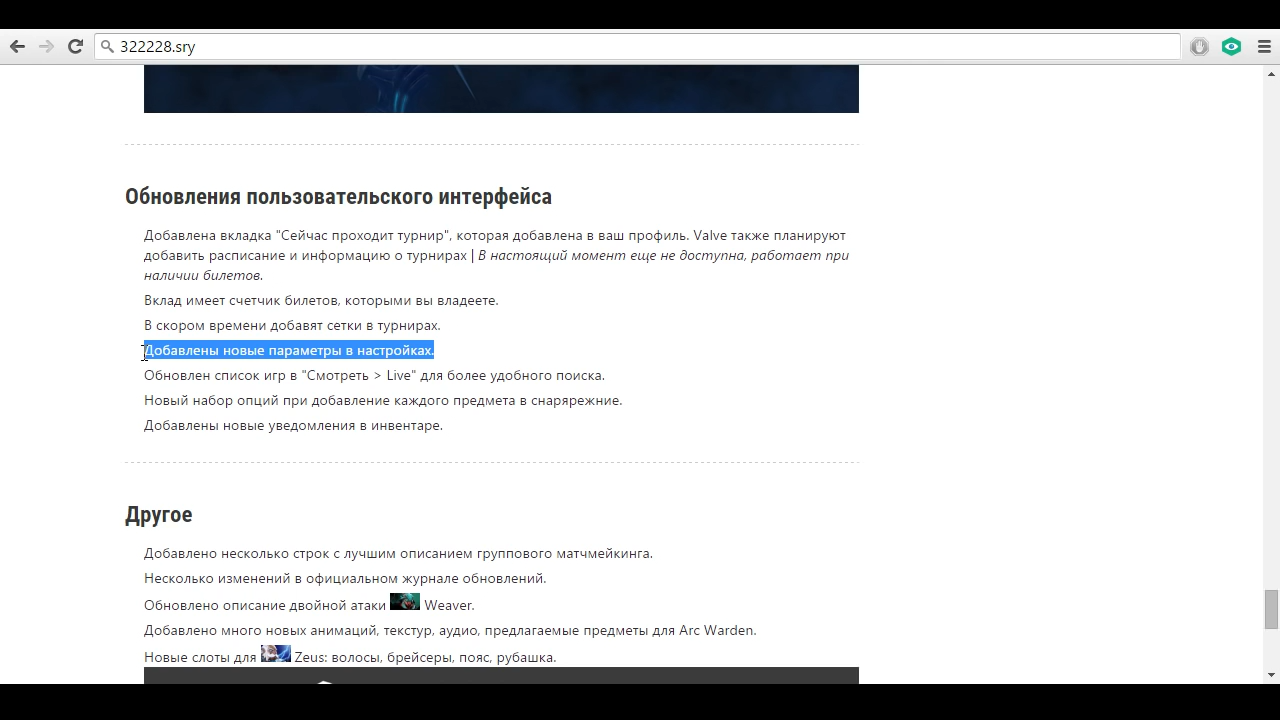 322228.sry
Обновления пользовательского интерфейса
Добавлена вкладка "Сейчас проходит турнир", которая добавлена в ваш профиль. Valve также планируют
добавить расписание и информацию о турнирах | В настоящий момент еще не доступна, работает при
наличии билетов.
Вклад имеет счетчик билетов, которыми вы владеете.
В скором времени добавят сетки в турнирах.
Добавлены новые параметры в настройках.
Обновлен список игр в "Смотреть > Live" для более удобного поиска.
Новый набор опций при добавление каждого предмета в снарярежние.
Добавлены новые уведомления в инвентаре.
Другое
Добавлено несколько строк с лучшим описанием группового матчмейкинга.
Несколько изменений в официальном журнале обновлений.
Обновлено описание двойной атаки Weaver.
Добавлено много новых анимаций, текстур, аудио, предлагаемые предметы для Arc Warden.
Новые слоты для Zeus: волосы, брейсеры, пояс, рубашка.